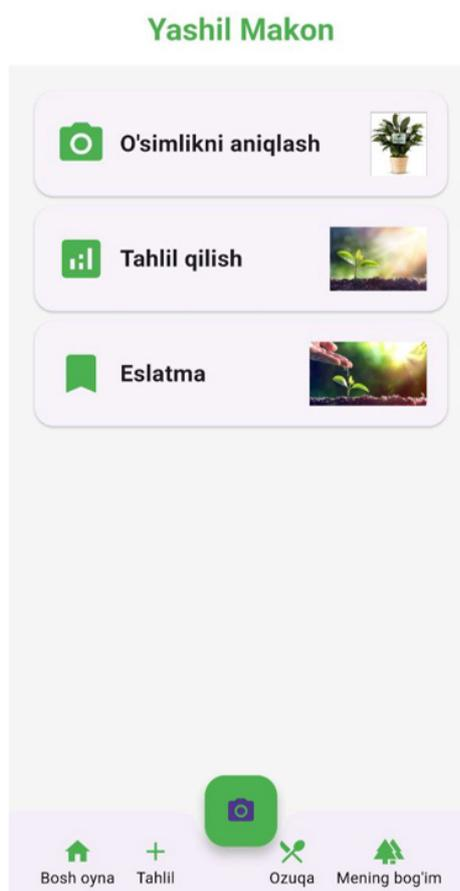 Yashil Makon
O'simlikni aniqlash
Tahlil qilish
Eslatma
Bosh oyna
Tahlil
Ozuqa
Mening bog'im